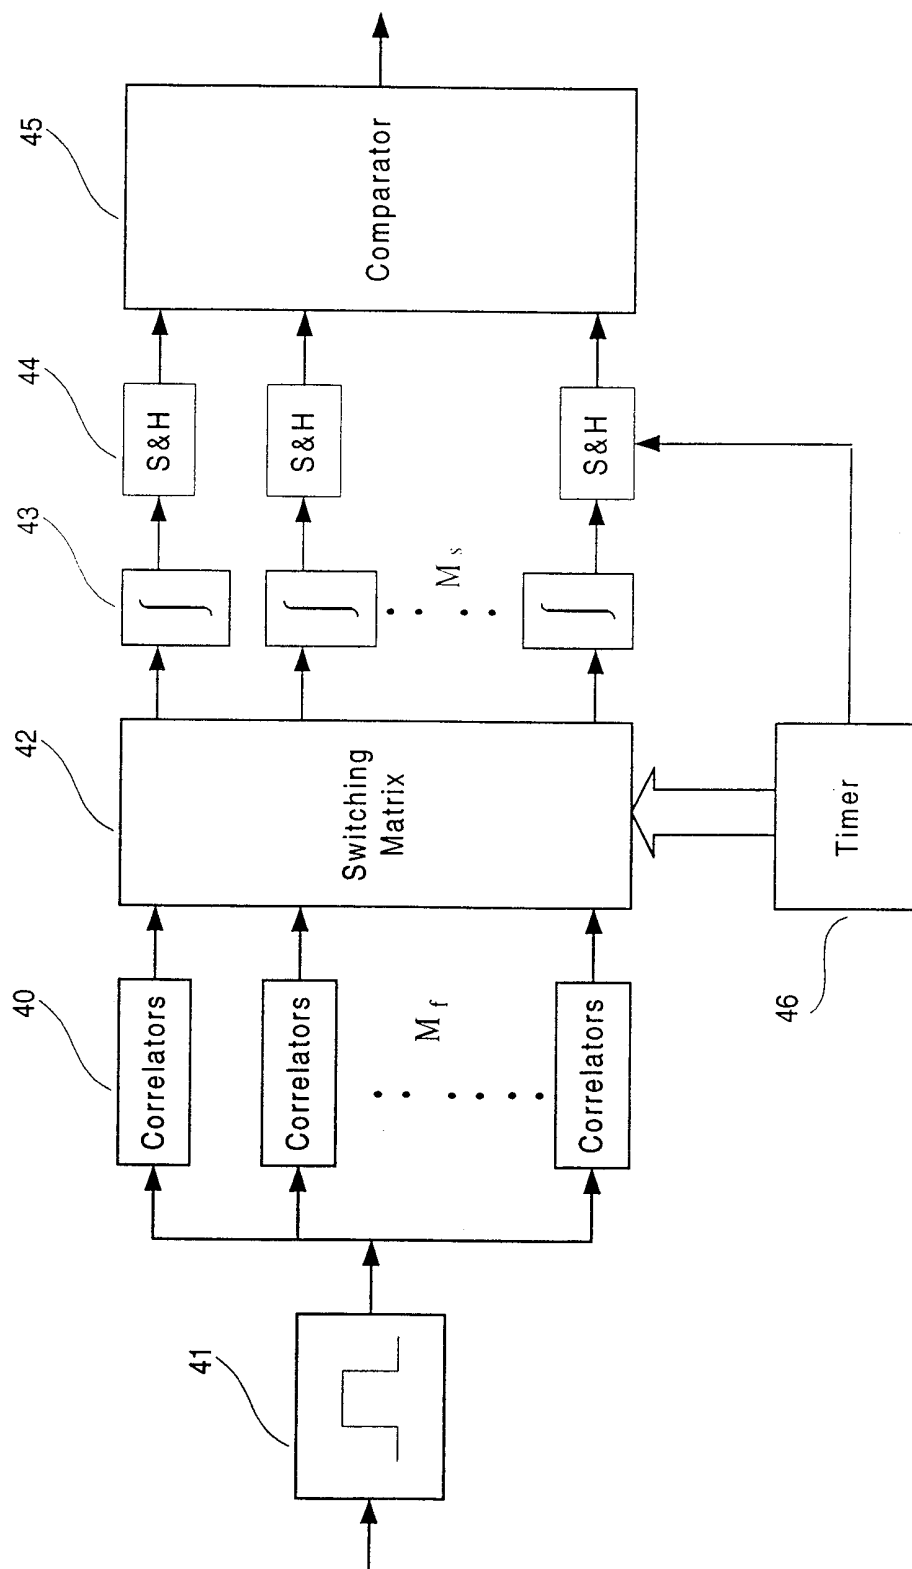 41
40
Correlators
Correlators
M f
Correlators
42
Switching
Matrix
46
Timer
43
∫
∫
M s
∫
44
S&H
S&H
S&H
45
Comparator